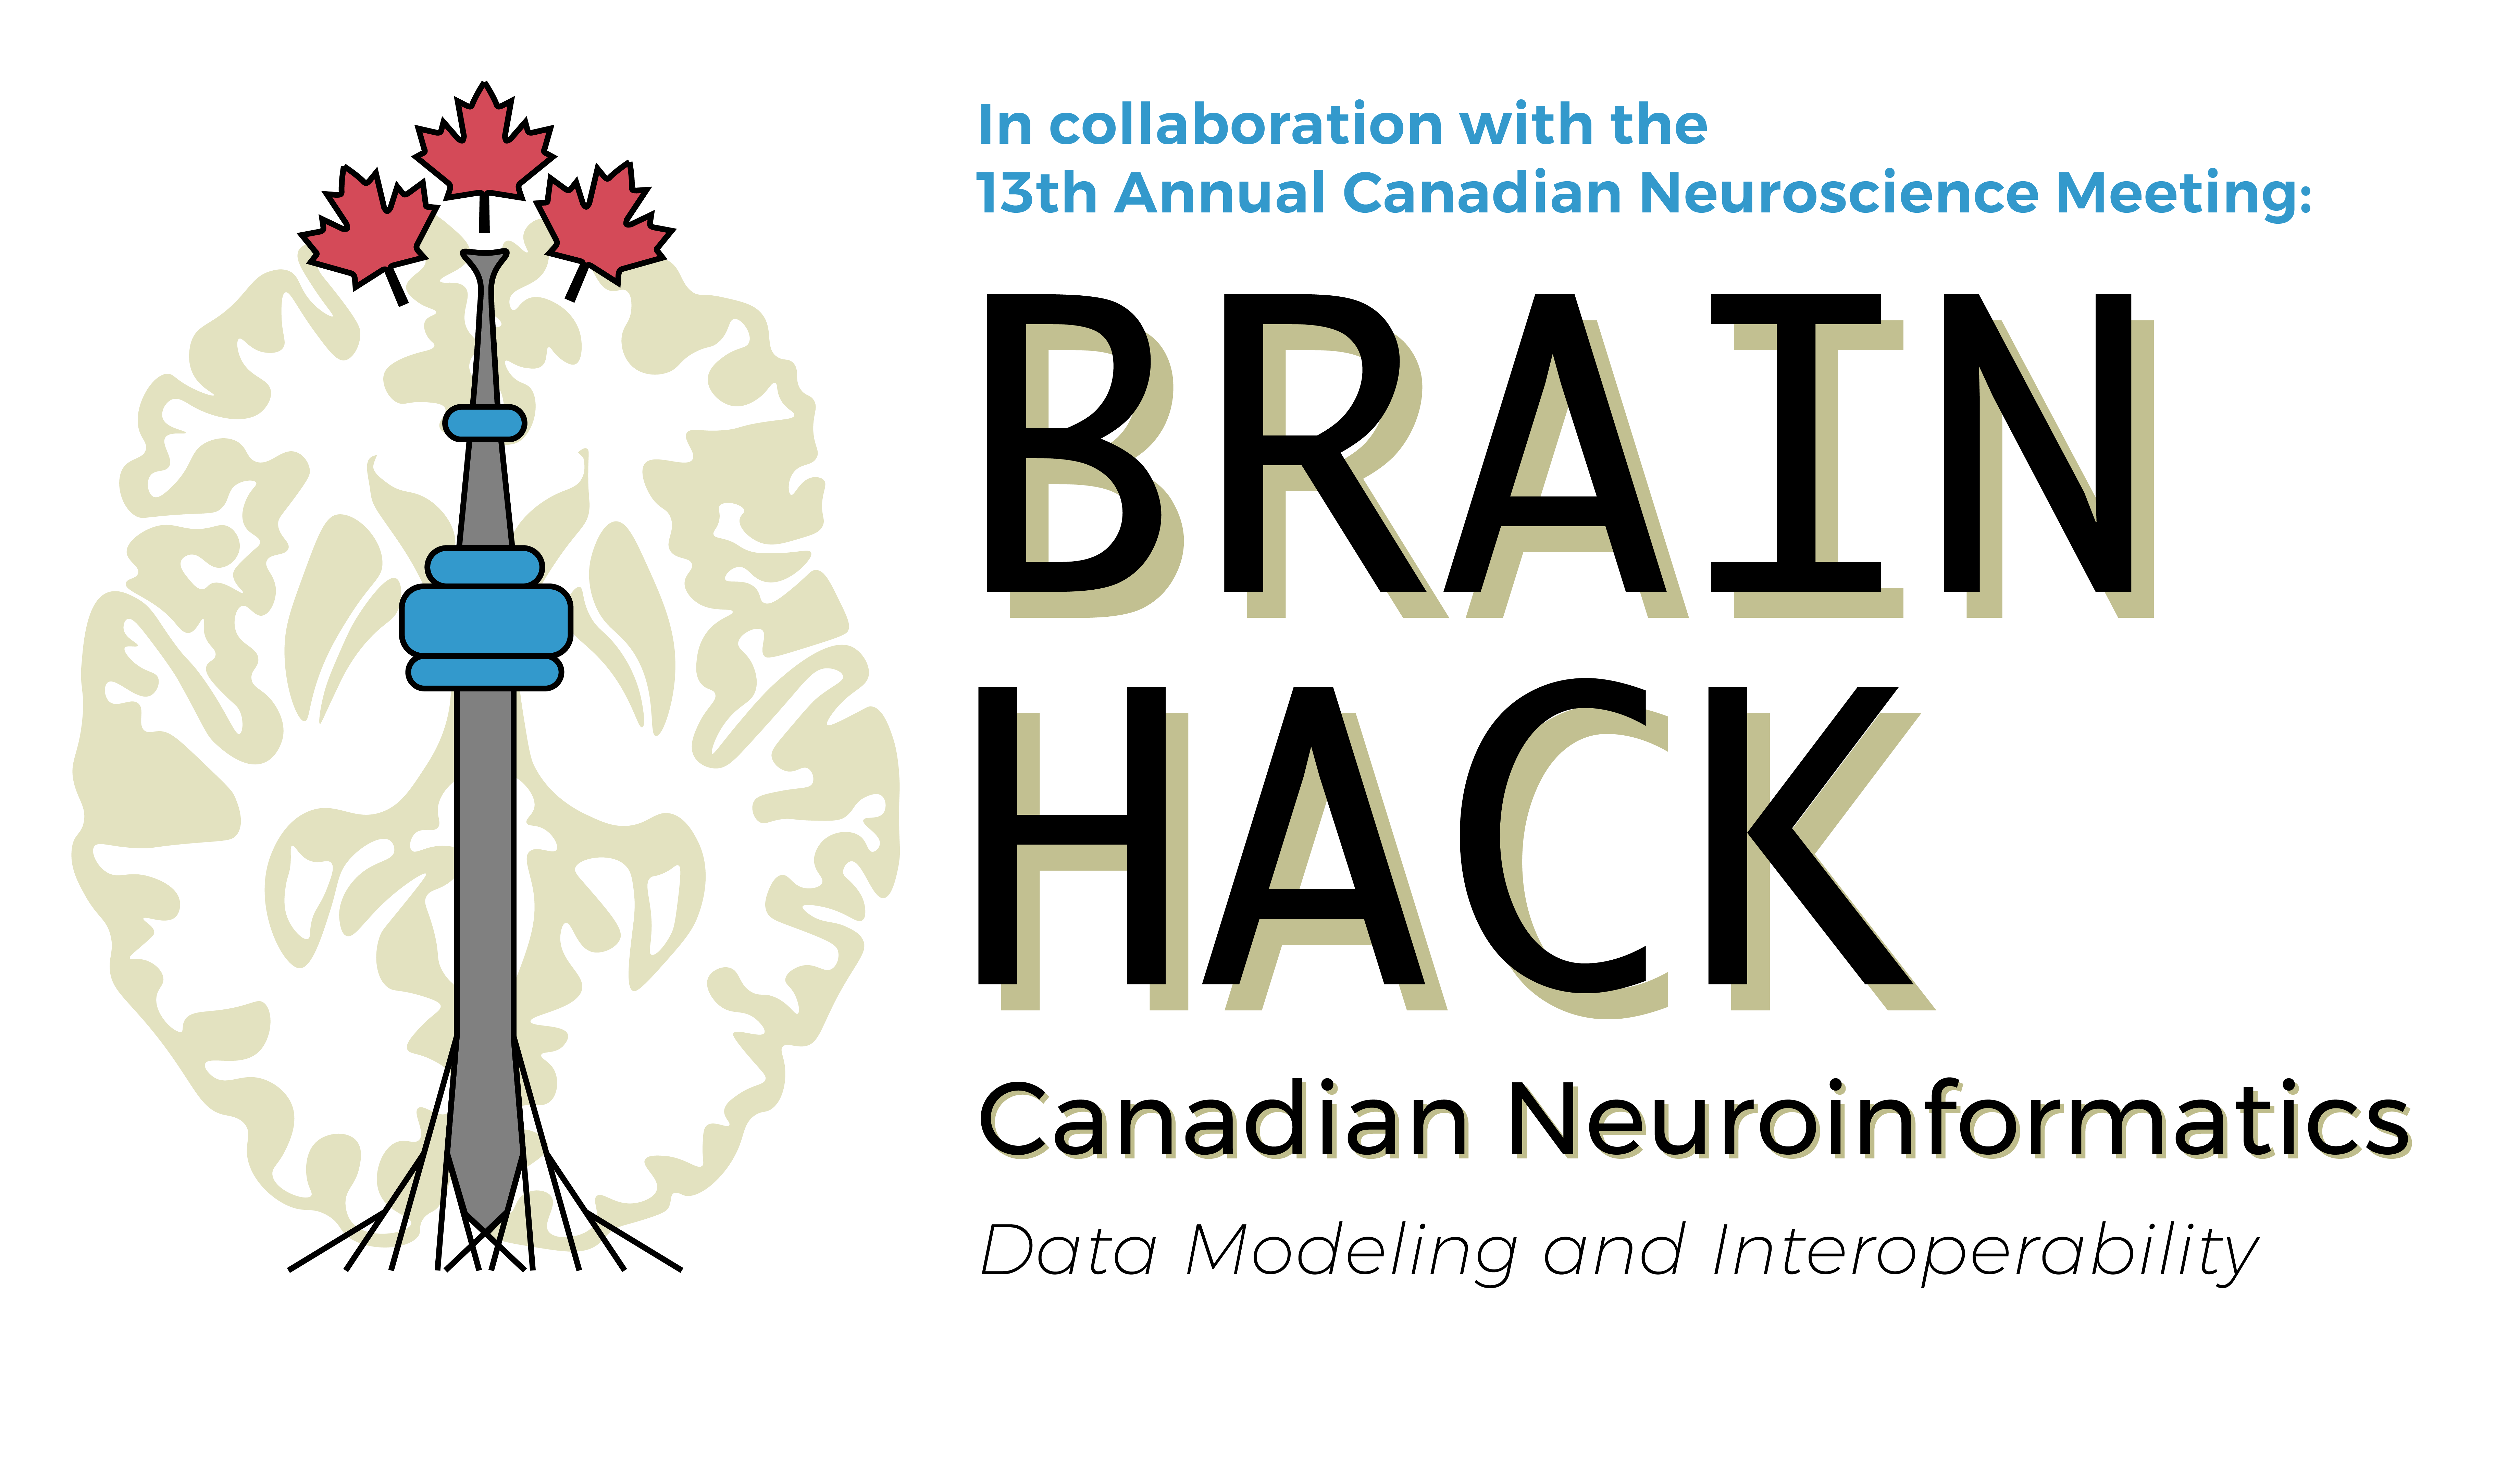 In collaboration with the
13th Annual Canadian Neuroscience Meeting:
BRAIN
HACK
Canadian Neuroinformatics
Data Modeling and Interoperability